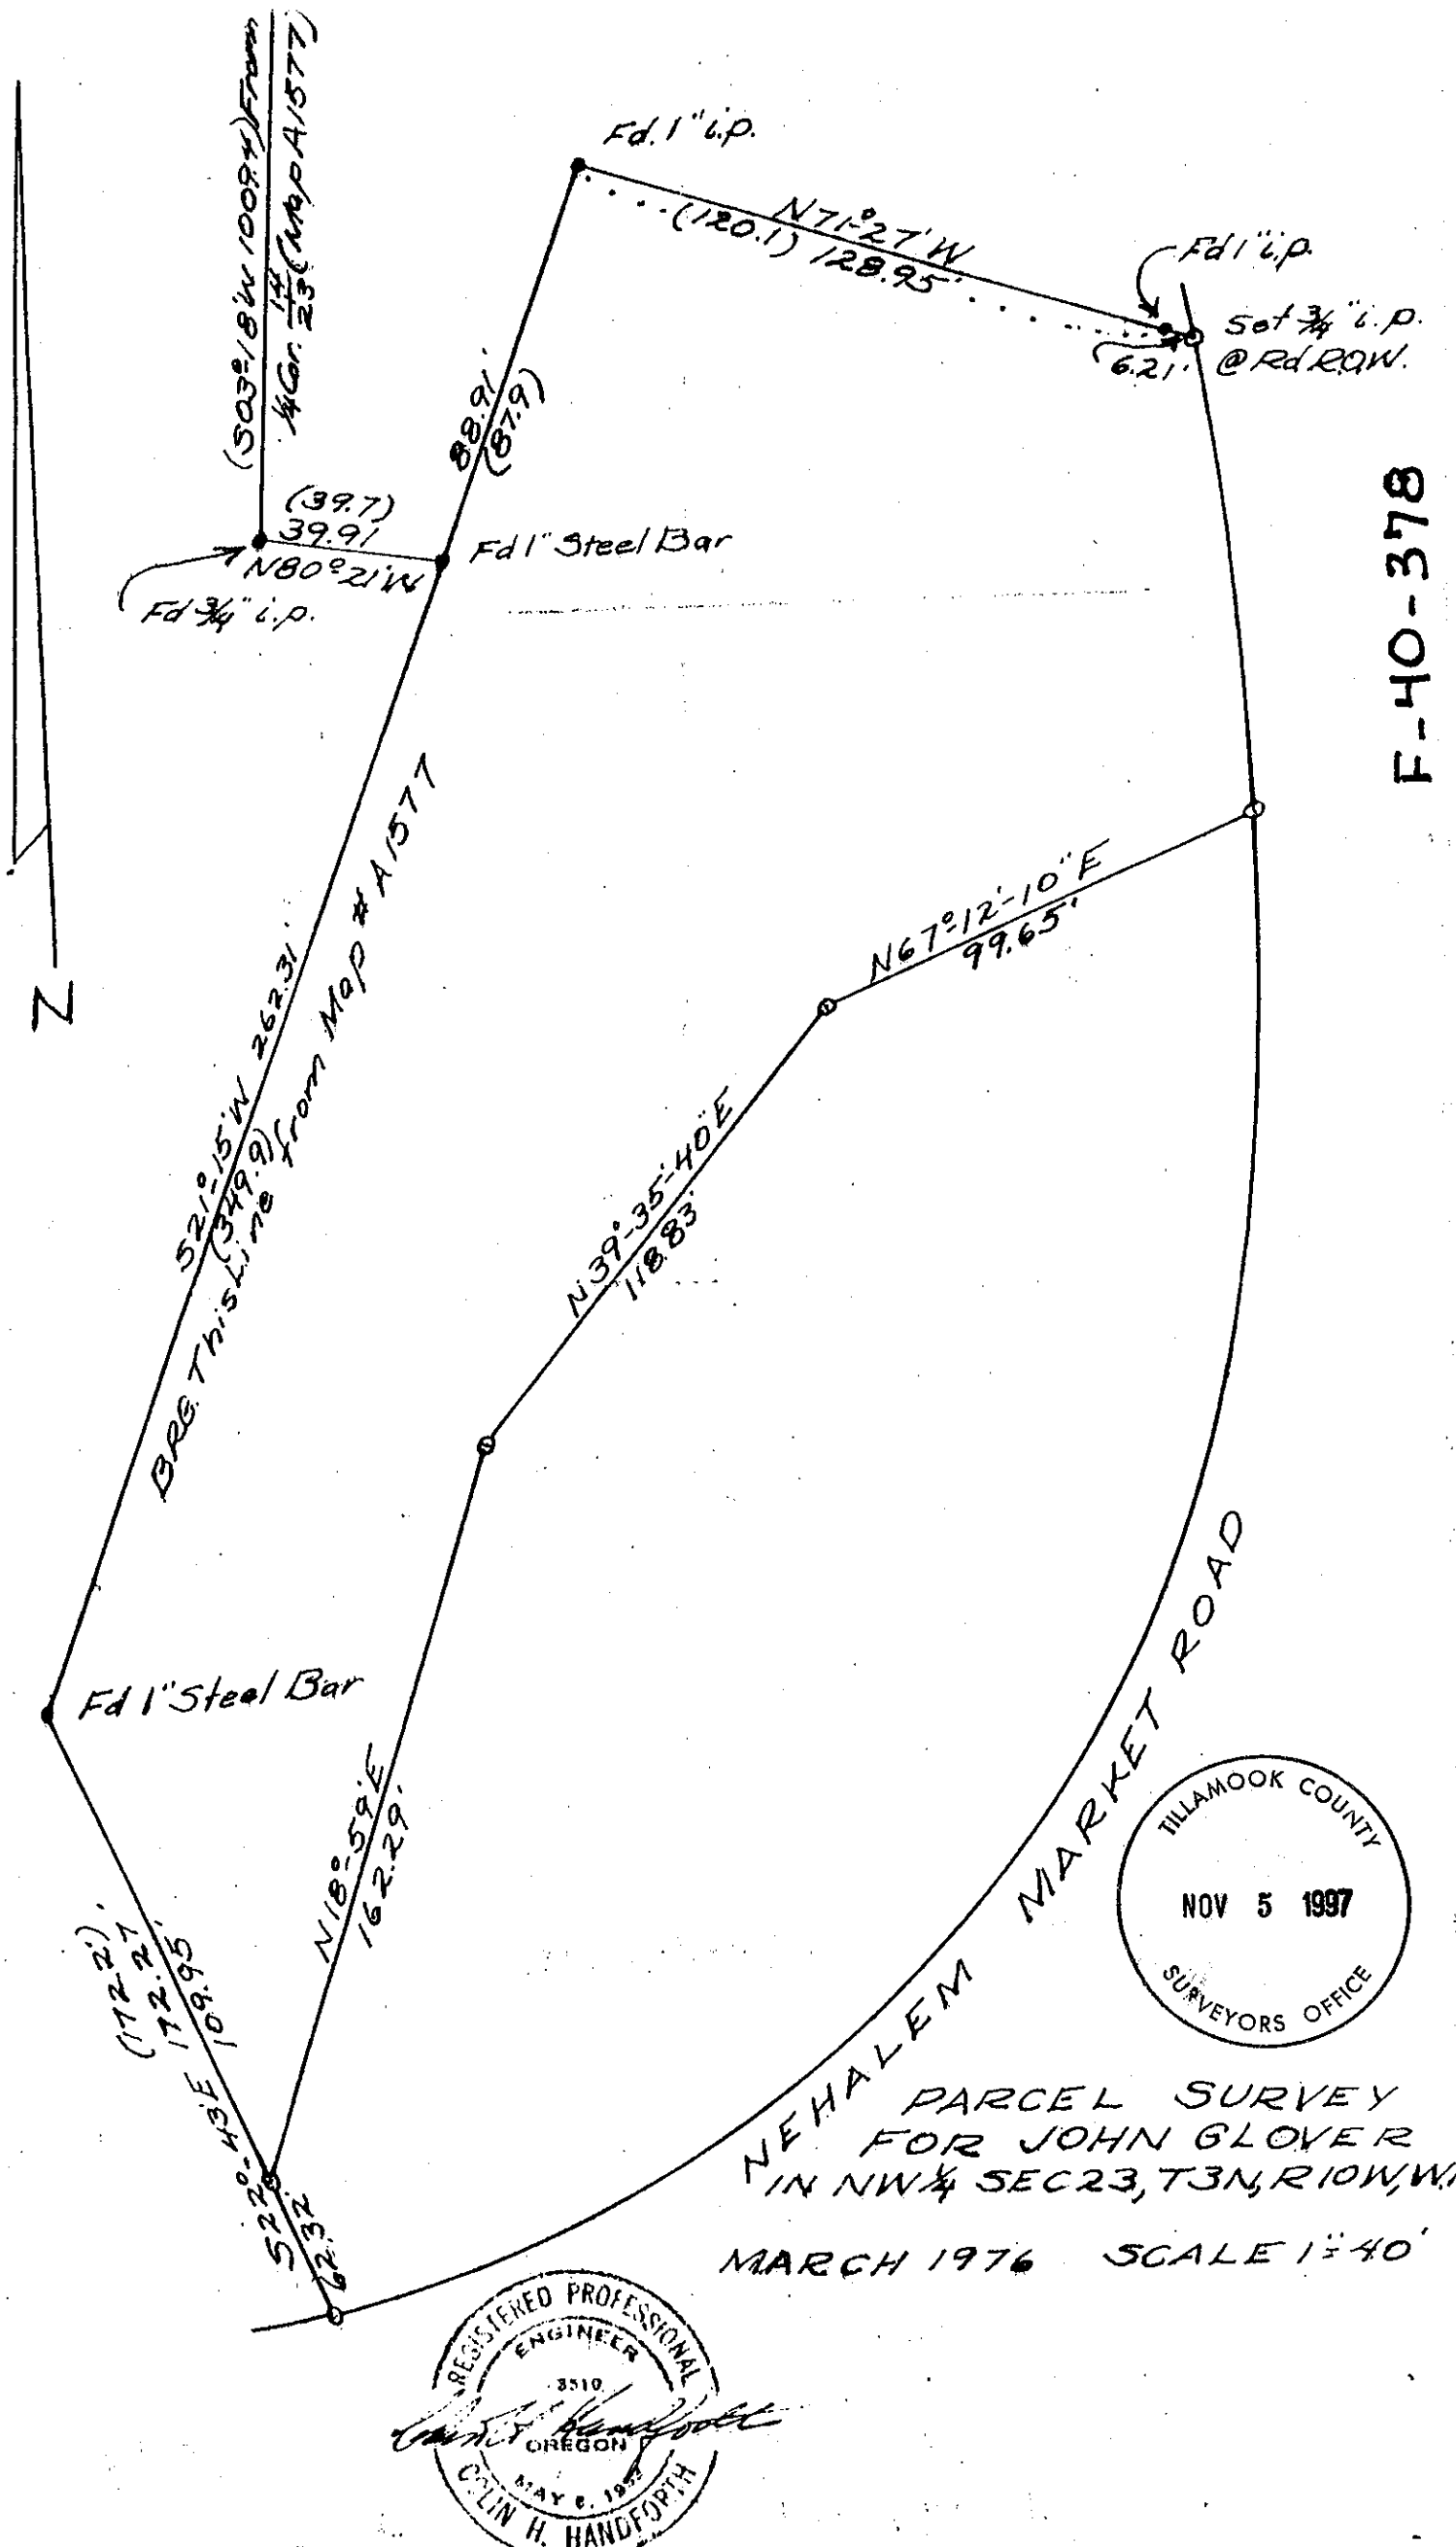 (S03°-18'W 1009.4) From
1/4 Cor. 14/23 (Map A1577)
Fd. 1" i.p.
N71°-27'W
(120.1) 128.95'
Fd 1" i.p.
Set 3/4" i.p.
@ Rd R.O.W.
6.21'
88.91'
(87.9)
(39.7)
39.91
N80°21'W
Fd 1" Steel Bar
Fd 3/4" i.p.
F-40-378
N
S21°-15'W 262.31'
(349.9)
BRG. This Line from Map # A1577
N67°-12'-10"E
99.65'
N39°-35'-40"E
118.83'
Fd 1" Steel Bar
N18°-59'E
162.29'
(172.2)'
172.27'
109.95'
S22°-43'E
62.32
NEHALEM MARKET ROAD
TILLAMOOK COUNTY
NOV 5 1997
SURVEYORS OFFICE
PARCEL SURVEY
FOR JOHN GLOVER
IN NW 1/4 SEC 23, T3N, R10W, W.
MARCH 1976 SCALE 1"=40'
REGISTERED PROFESSIONAL
ENGINEER
3510
OREGON
COLIN H. HANDFORTH